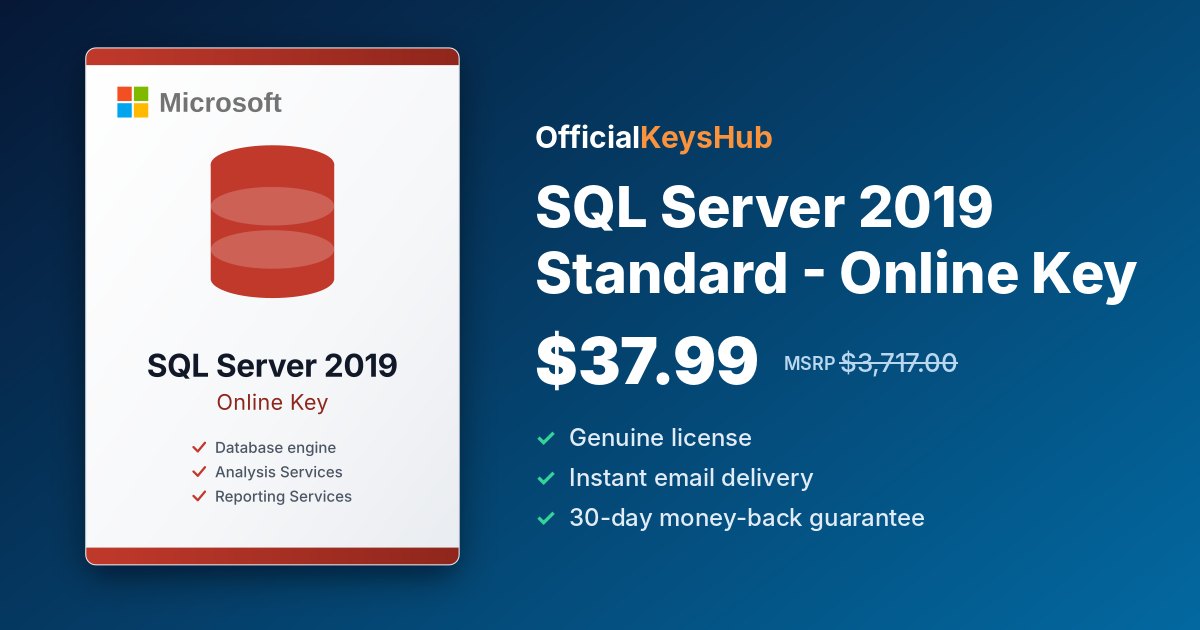 Microsoft
SQL Server 2019
Online Key
Database engine
Analysis Services
Reporting Services
OfficialKeysHub
SQL Server 2019
Standard - Online Key
$37.99 MSRP $3,717.00
Genuine license
Instant email delivery
30-day money-back guarantee